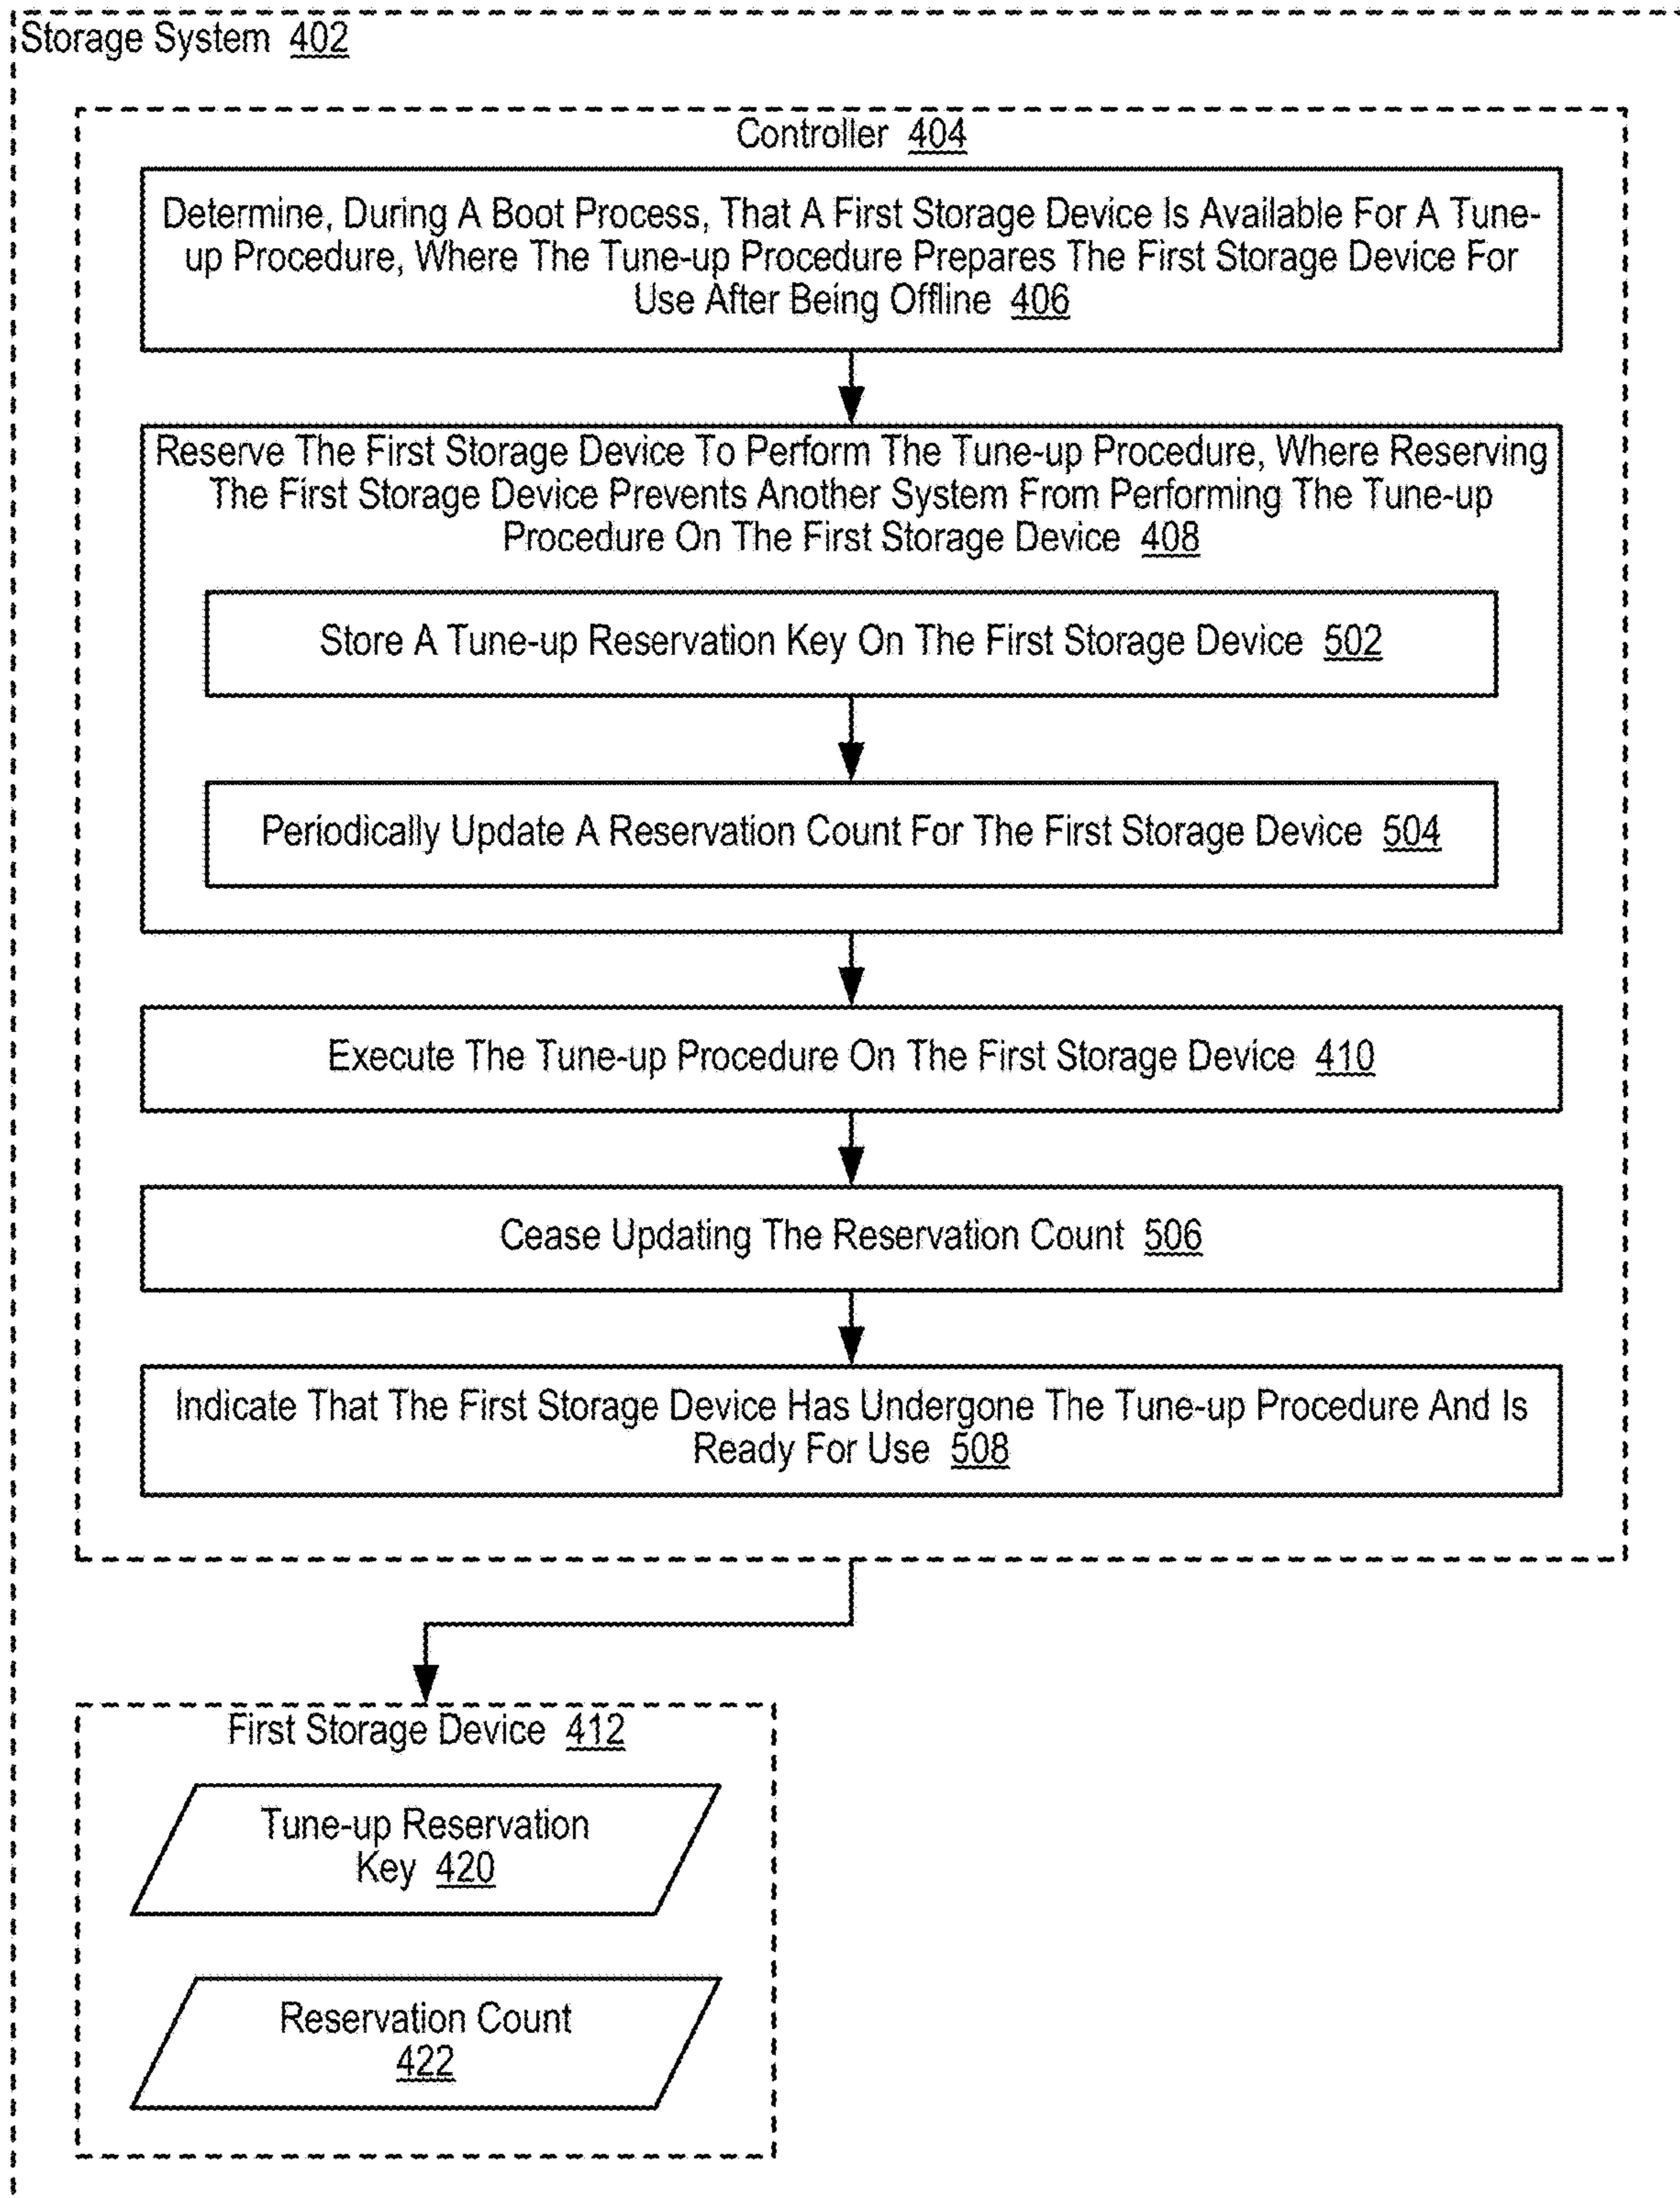 Storage System 402
Controller 404
Determine, During A Boot Process, That A First Storage Device Is Available For A Tune-
up Procedure, Where The Tune-up Procedure Prepares The First Storage Device For
Use After Being Offline 406
Reserve The First Storage Device To Perform The Tune-up Procedure, Where Reserving
The First Storage Device Prevents Another System From Performing The Tune-up
Procedure On The First Storage Device 408
Store A Tune-up Reservation Key On The First Storage Device 502
Periodically Update A Reservation Count For The First Storage Device 504
Execute The Tune-up Procedure On The First Storage Device 410
Cease Updating The Reservation Count 506
Indicate That The First Storage Device Has Undergone The Tune-up Procedure And Is
Ready For Use 508
First Storage Device 412
Tune-up Reservation
Key 420
Reservation Count
422